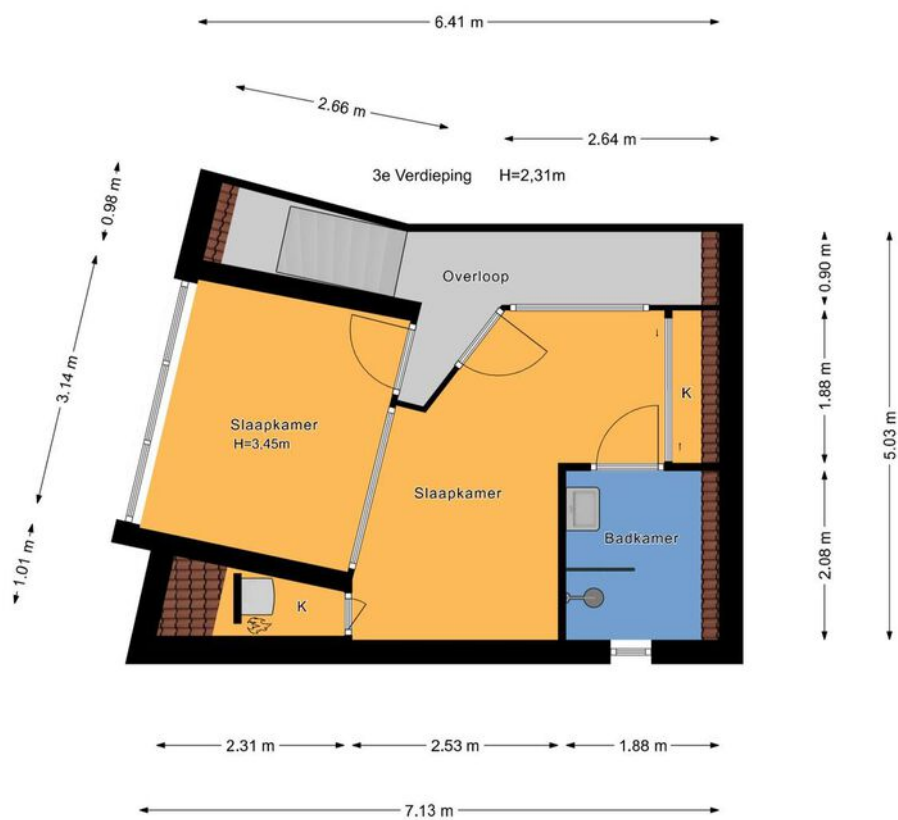 6.41 m
2.66 m
2.64 m
3e Verdieping H=2,31m
0.98 m
0.90 m
Overloop
3.14 m
1.88 m
5.03 m
K
Slaapkamer
H=3,45m
Slaapkamer
Badkamer
2.08 m
1.01 m
K
2.31 m
2.53 m
1.88 m
7.13 m